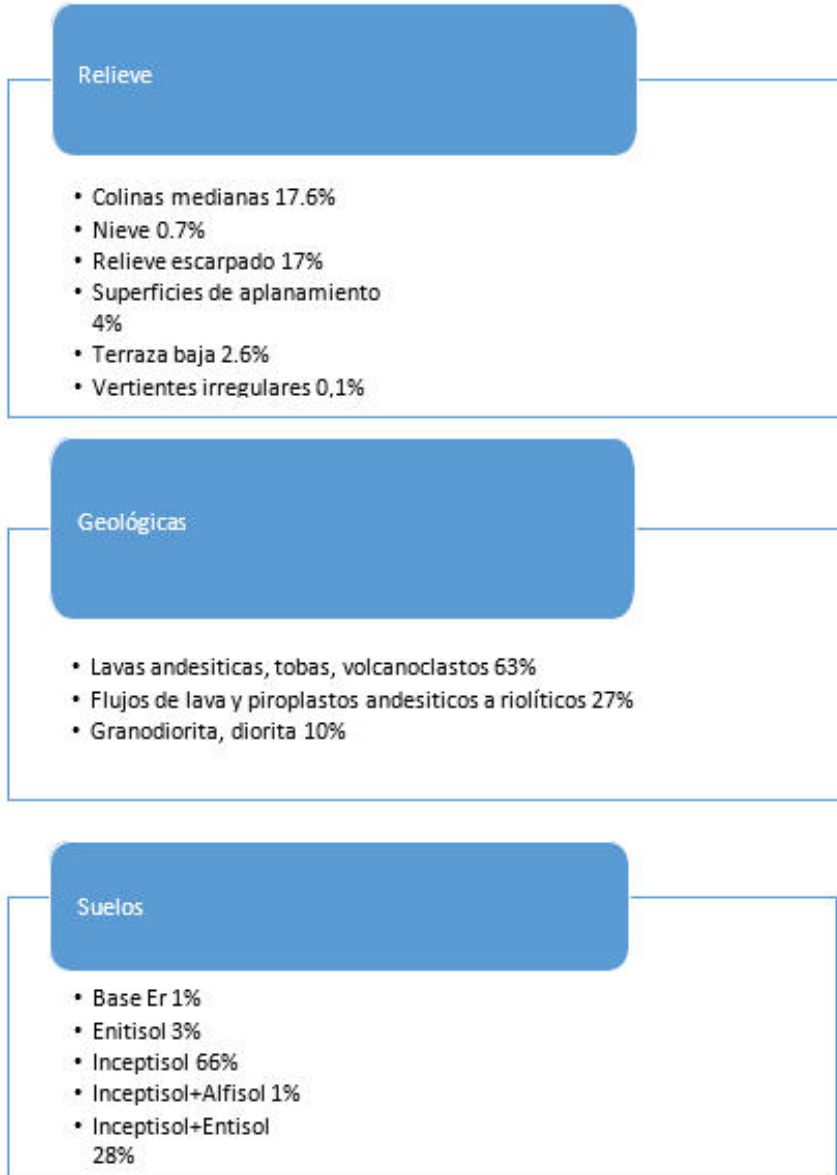 Relieve
• Colinas medianas 17.6%
• Nieve 0.7%
• Relieve escarpado 17%
• Superficies de aplanamiento
4%
• Terraza baja 2.6%
• Vertientes irregulares 0,1%
Geológicas
• Lavas andesiticas, tobas, volcanoclastos 63%
• Flujos de lava y piroplastos andesiticos a riolíticos 27%
• Granodiorita, diorita 10%
Suelos
• Base Er 1%
• Enitisol 3%
• Inceptisol 66%
• Inceptisol+Alfisol 1%
• Inceptisol+Entisol
28%